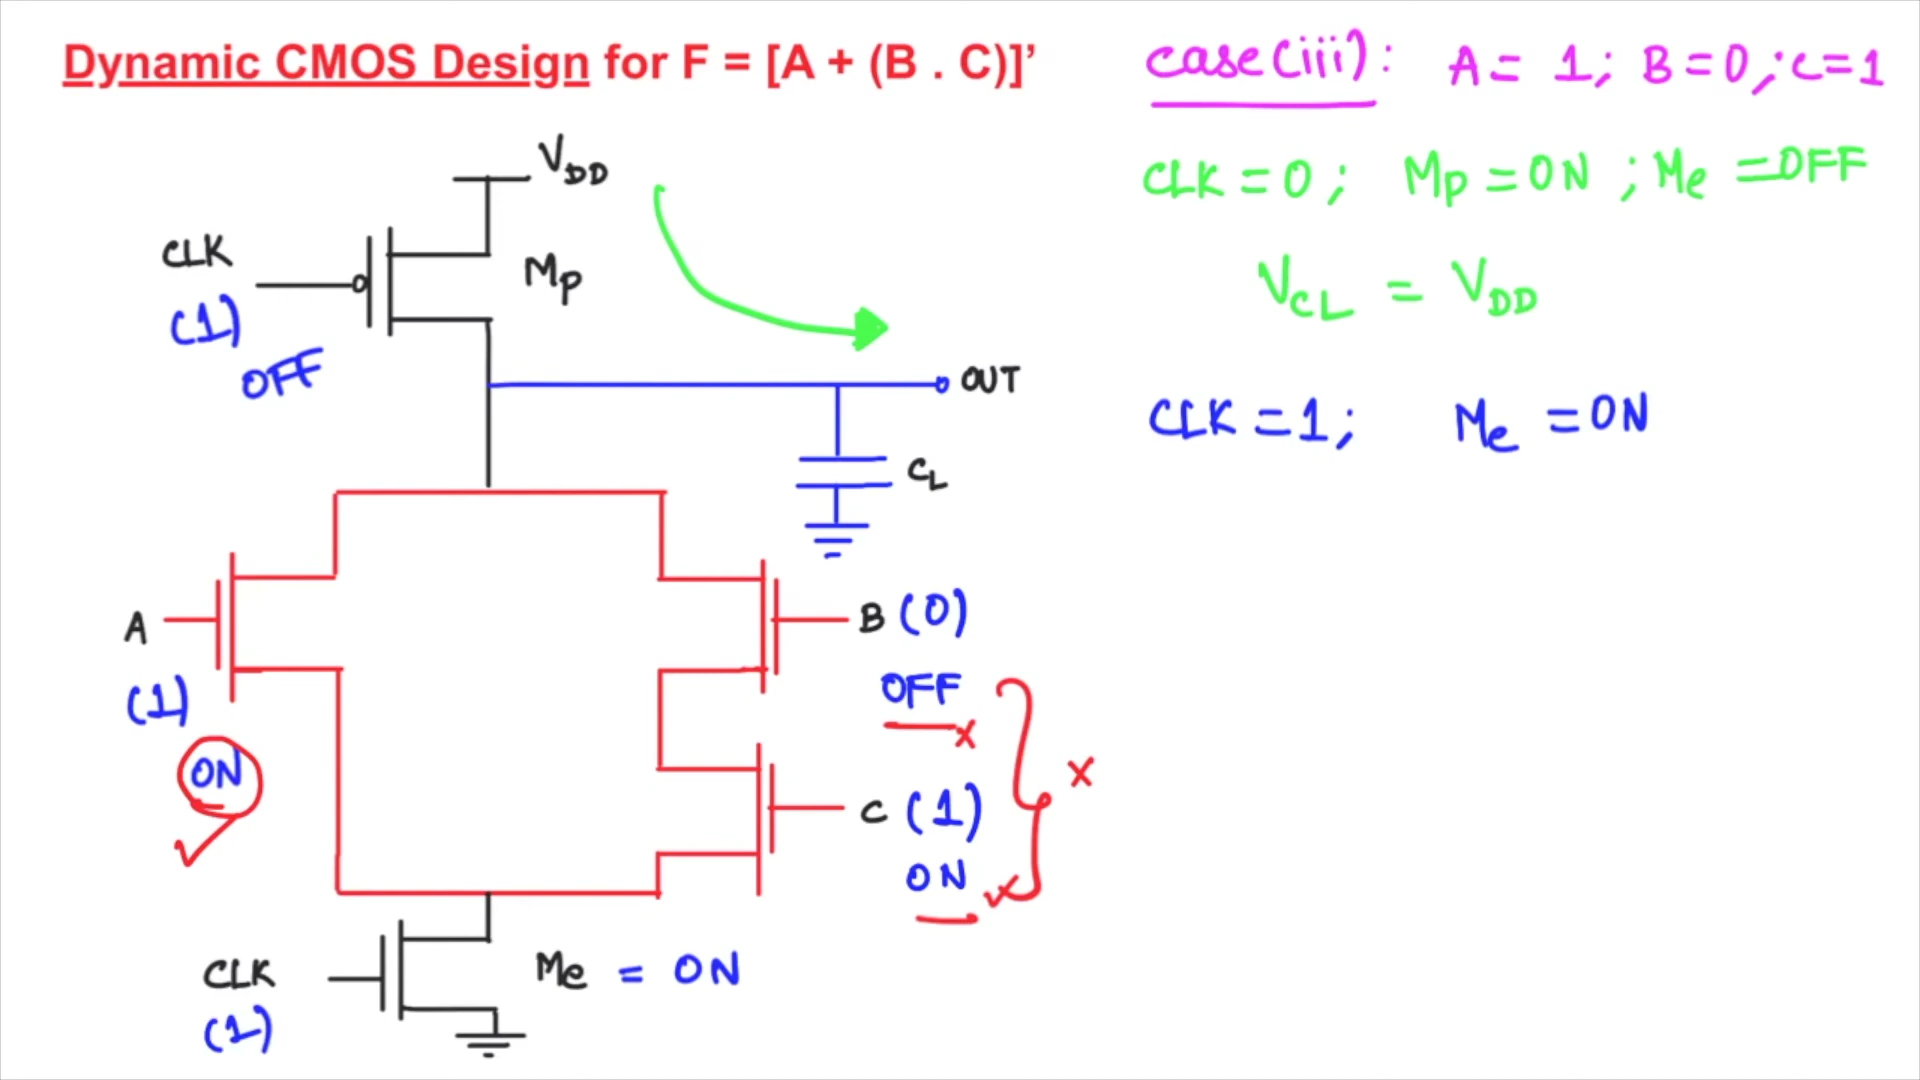 Dynamic CMOS Design for F = [A + (B . C)]’
case(iii): A = 1; B = 0; C = 1
CLK = 0; Mp = ON; Me = OFF
VCL = VDD
CLK = 1; Me = ON
VDD
CLK
(1)
OFF
Mp
OUT
CL
A
(1)
ON
B (0)
OFF
x
x
C (1)
ON
CLK
(1)
Me = ON